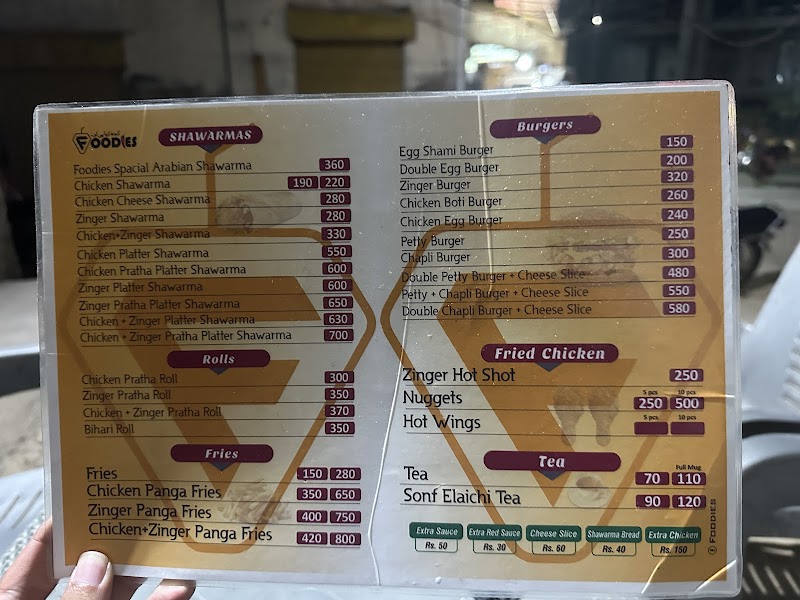 FOODIES
SHAWARMAS
Foodies Spacial Arabian Shawarma 360
Chicken Shawarma 190 220
Chicken Cheese Shawarma 280
Zinger Shawarma 280
Chicken+Zinger Shawarma 330
Chicken Platter Shawarma 550
Chicken Pratha Platter Shawarma 600
Zinger Platter Shawarma 600
Zinger Pratha Platter Shawarma 650
Chicken + Zinger Platter Shawarma 630
Chicken + Zinger Pratha Platter Shawarma 700
Rolls
Chicken Pratha Roll 300
Zinger Pratha Roll 350
Chicken + Zinger Pratha Roll 370
Bihari Roll 350
Fries
Fries 150 280
Chicken Panga Fries 350 650
Zinger Panga Fries 400 750
Chicken+Zinger Panga Fries 420 800
Burgers
Egg Shami Burger 150
Double Egg Burger 200
Zinger Burger 320
Chicken Boti Burger 260
Chicken Egg Burger 240
Petty Burger 250
Chapli Burger 300
Double Petty Burger + Cheese Slice 480
Petty + Chapli Burger + Cheese Slice 550
Double Chapli Burger + Cheese Slice 580
Fried Chicken
Zinger Hot Shot 250
5 pcs 10 pcs
Nuggets 250 500
5 pcs 10 pcs
Hot Wings
Tea
Full Mug
Tea 70 110
Sonf Elaichi Tea 90 120
Extra Sauce Extra Red Sauce Cheese Slice Shawarma Bread Extra Chicken
Rs. 50 Rs. 30 Rs. 60 Rs. 40 Rs. 150
FOODIES